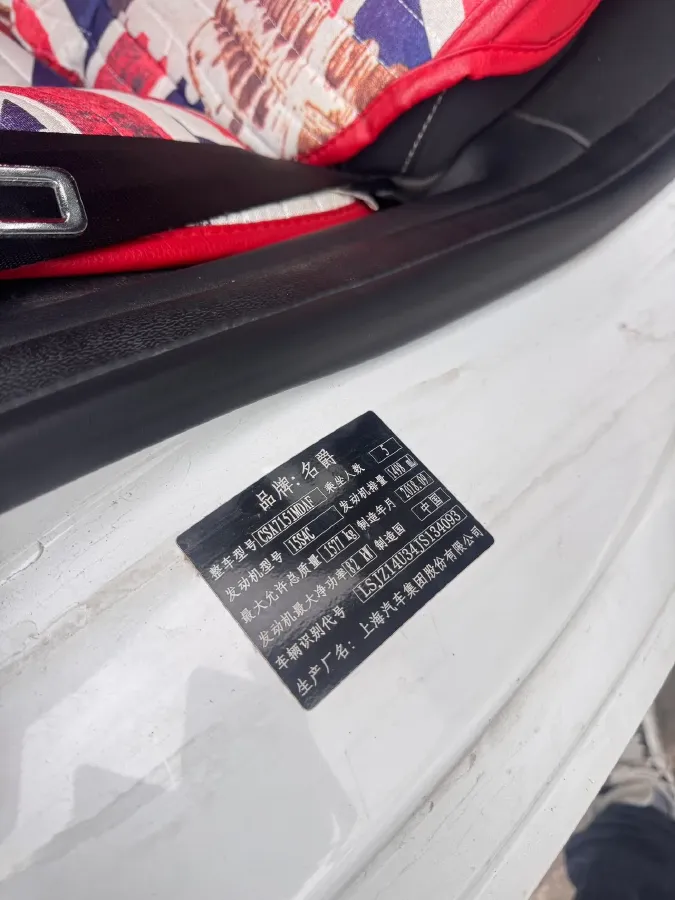 品牌: 名爵
整车型号 CSA7151MDAF 乘坐人数 5
发动机型号 15S4C 发动机排量 1498 mL
最大允许总质量 1577 kg 制造年月 2018.09
发动机最大净功率 82 kW 制造国 中国
车辆识别代号 LSJZ14U34JS134093
生产厂名: 上海汽车集团股份有限公司